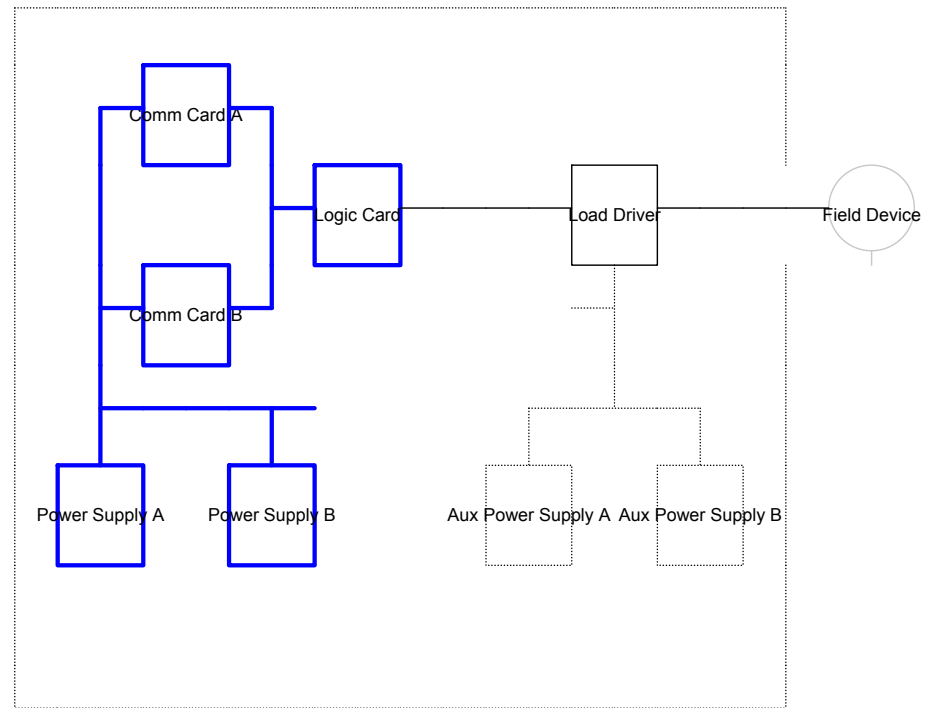 Comm Card A
Logic Card
Load Driver
Field Device
Comm Card B
Power Supply A
Power Supply B
Aux Power Supply A
Aux Power Supply B